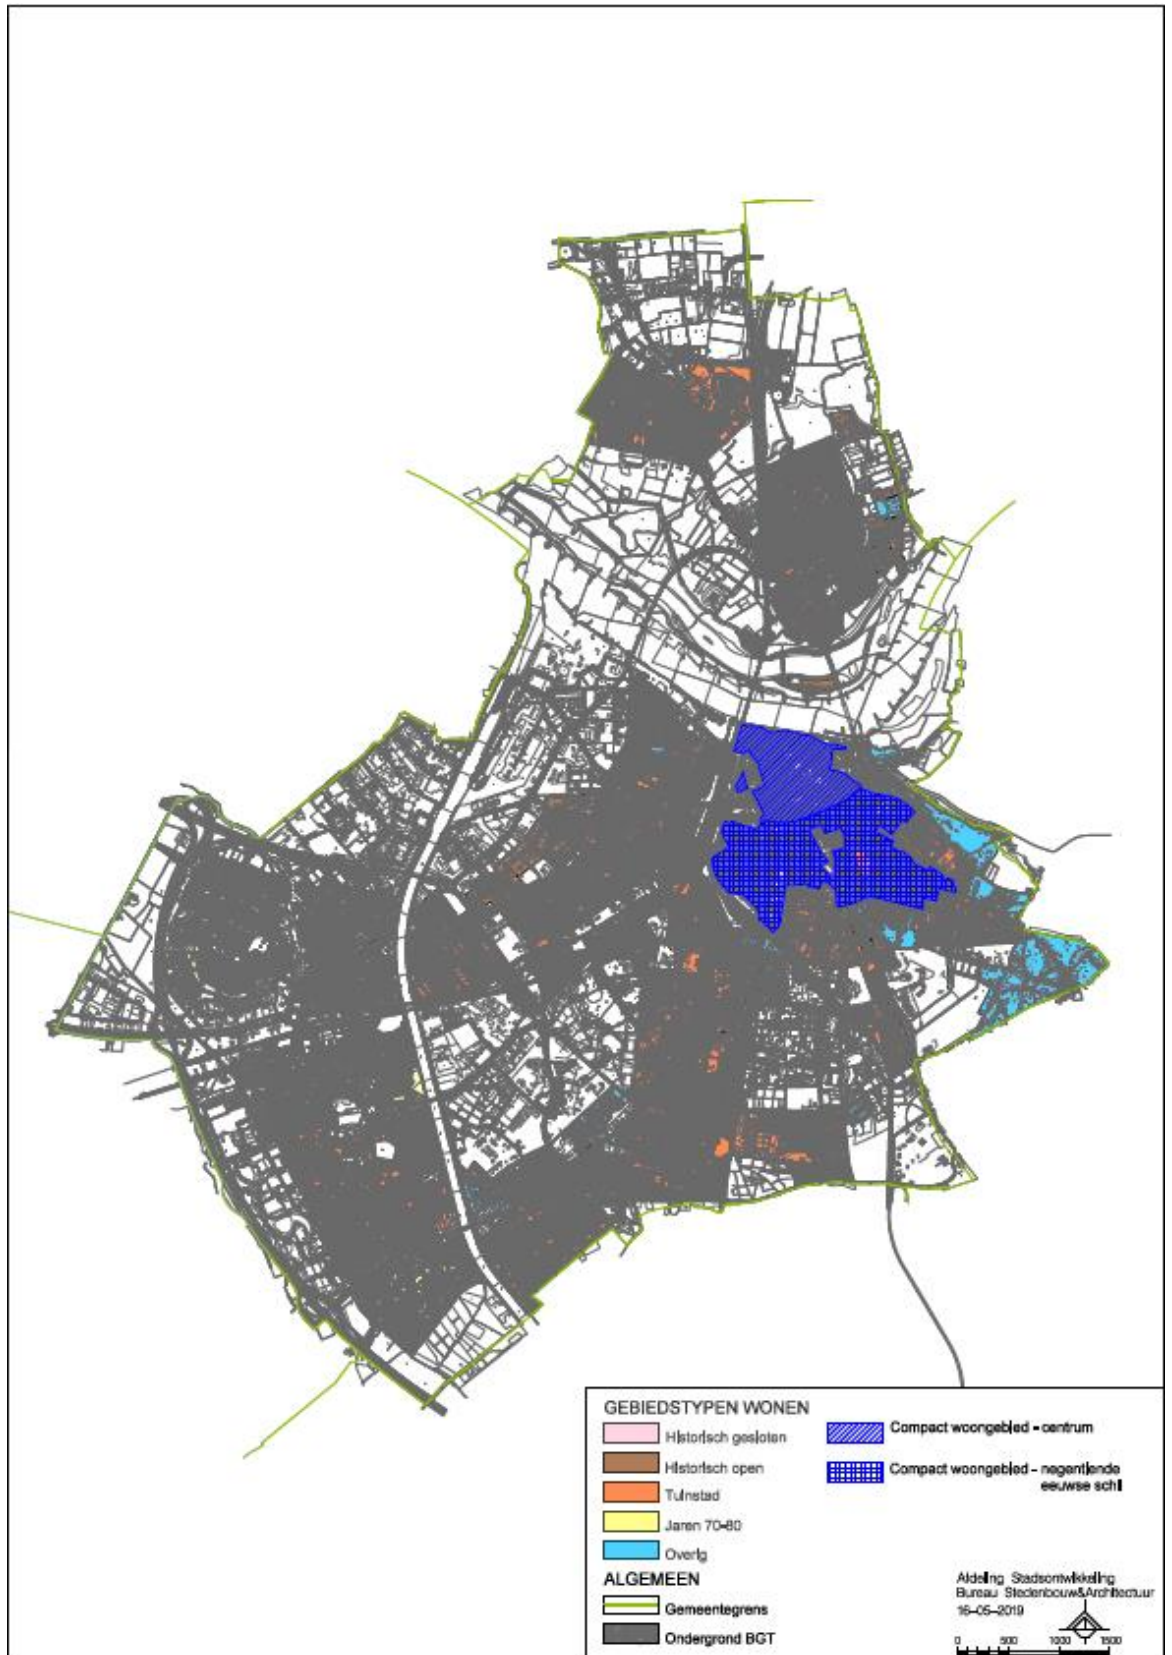 GEBIEDSTYPEN WONEN
Historisch gesloten
Historisch open
Tuinstad
Jaren 70-80
Overig
ALGEMEEN
Gemeentegrens
Ondergrond BGT
Compact woongebied - centrum
Compact woongebied - negentiende
eeuwse schil
Afdeling Stadsontwikkeling
Bureau Stedenbouw&Architectuur
16-05-2019
0 500 1000 1500